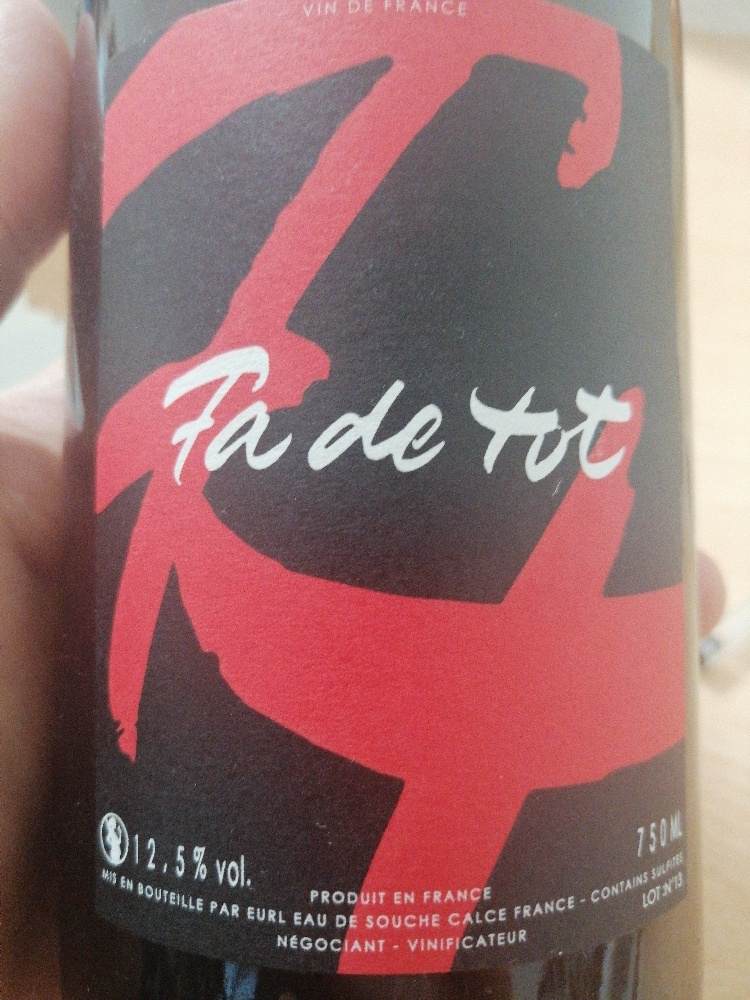 VIN DE FRANCE
Fa de tot
12,5% vol.
750 ML
PRODUIT EN FRANCE
MIS EN BOUTEILLE PAR EURL EAU DE SOUCHE CALCE FRANCE - CONTAINS SULFITES
NÉGOCIANT - VINIFICATEUR
LOT:N°13